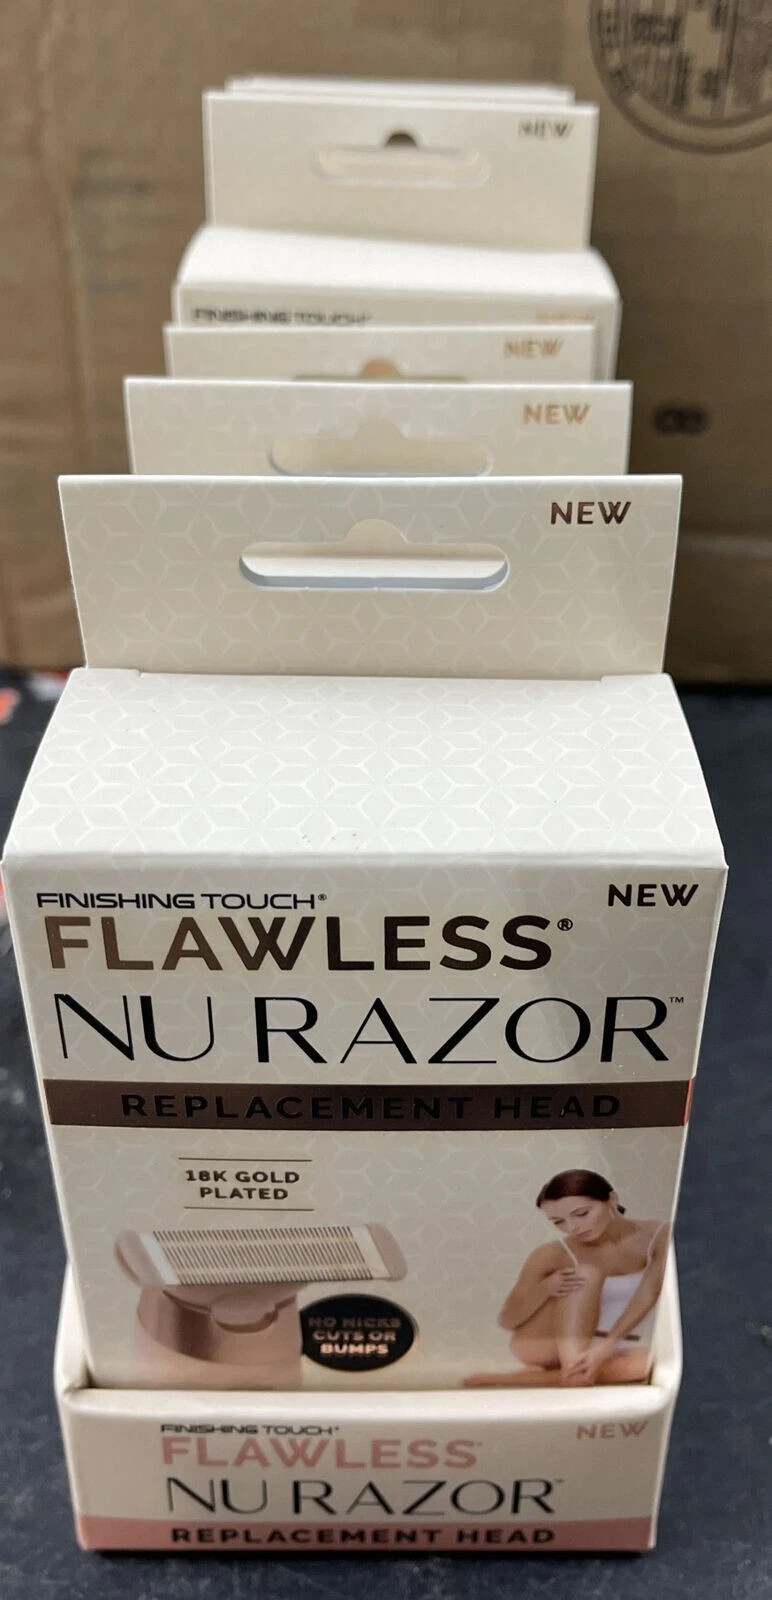 NEW
FINISHING TOUCH
NEW
NEW
NEW
FINISHING TOUCH®
NEW
FLAWLESS®
NU RAZOR™
REPLACEMENT HEAD
18K GOLD
PLATED
NO NICKS
CUTS OR
BUMPS
FINISHING TOUCH®
NEW
FLAWLESS
NU RAZOR™
REPLACEMENT HEAD